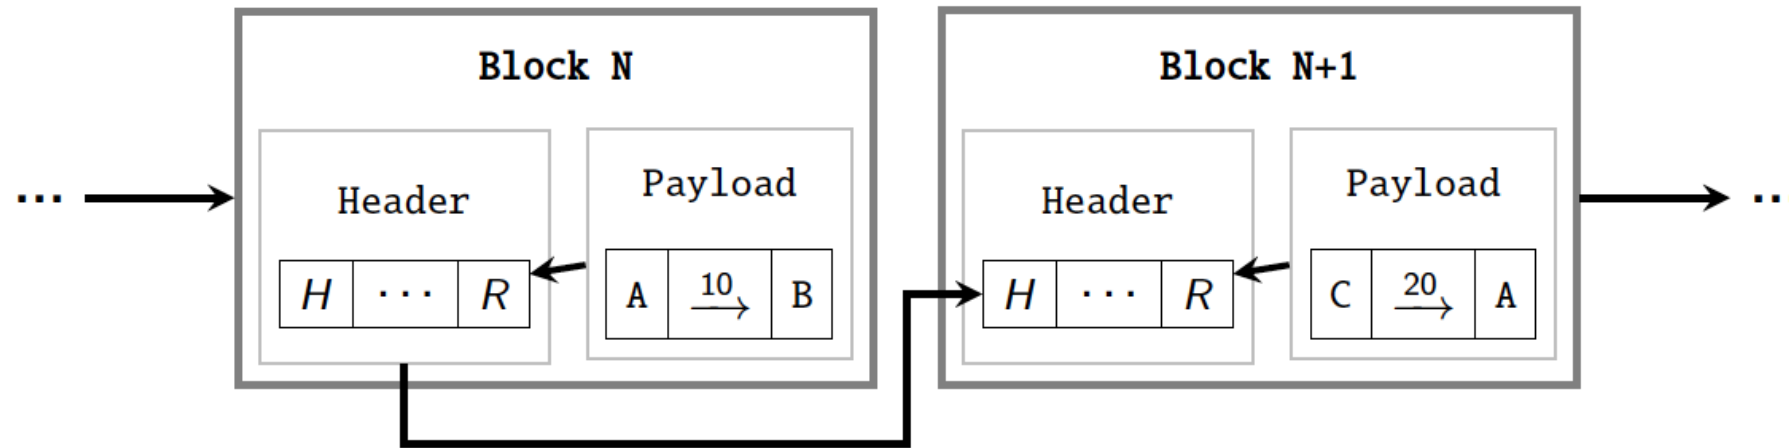 Block N
Header
H ··· R
Payload
10
A → B
Block N+1
Header
H ··· R
Payload
20
C → A